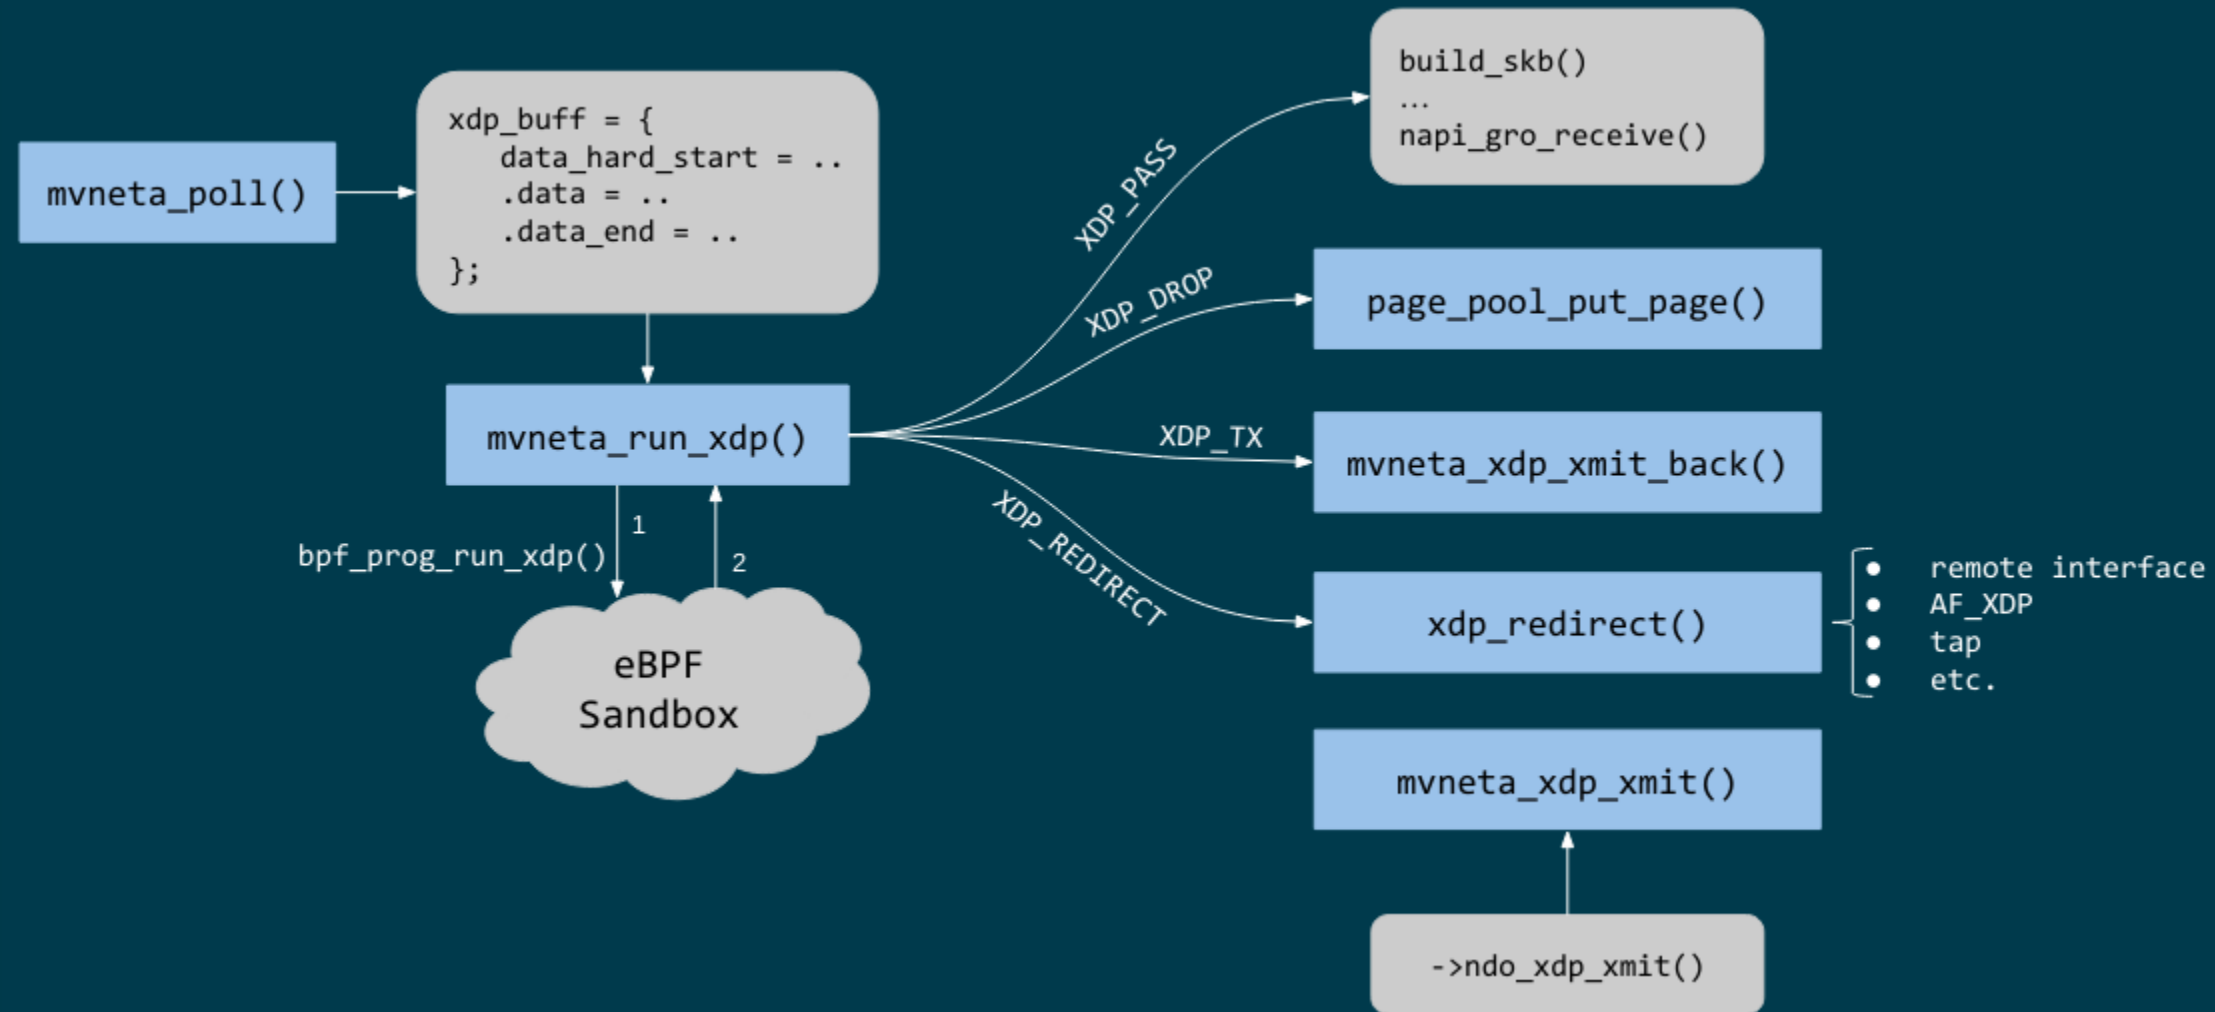 mvneta_poll()
xdp_buff = {
data_hard_start = ..
.data = ..
.data_end = ..
};
mvneta_run_xdp()
1
bpf_prog_run_xdp()
2
eBPF
Sandbox
XDP_PASS
XDP_DROP
XDP_TX
XDP_REDIRECT
build_skb()
...
napi_gro_receive()
page_pool_put_page()
mvneta_xdp_xmit_back()
xdp_redirect()
● remote interface
● AF_XDP
● tap
● etc.
mvneta_xdp_xmit()
->ndo_xdp_xmit()